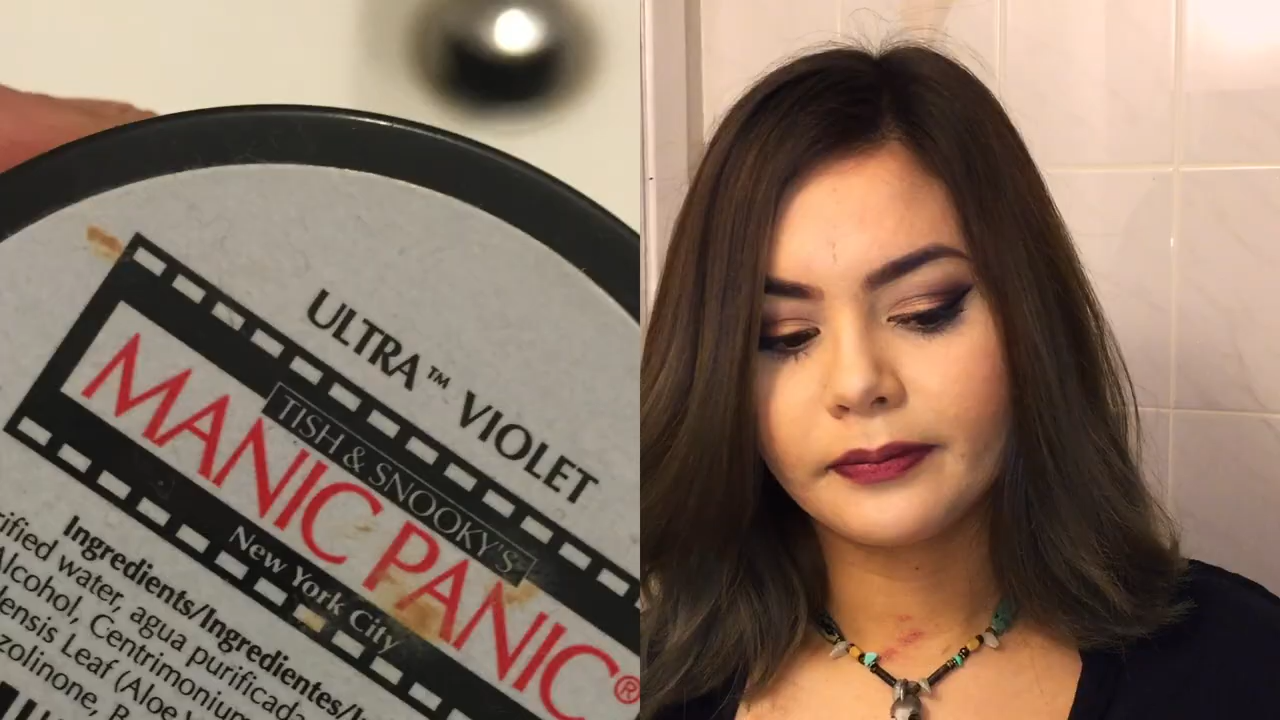 ULTRA™ VIOLET
TISH & SNOOKY'S
MANIC PANIC®
New York City
Ingredients/Ingredientes/
rified water, agua purificada
Alcohol, Centrimonium
densis Leaf (Aloe
zolinone,